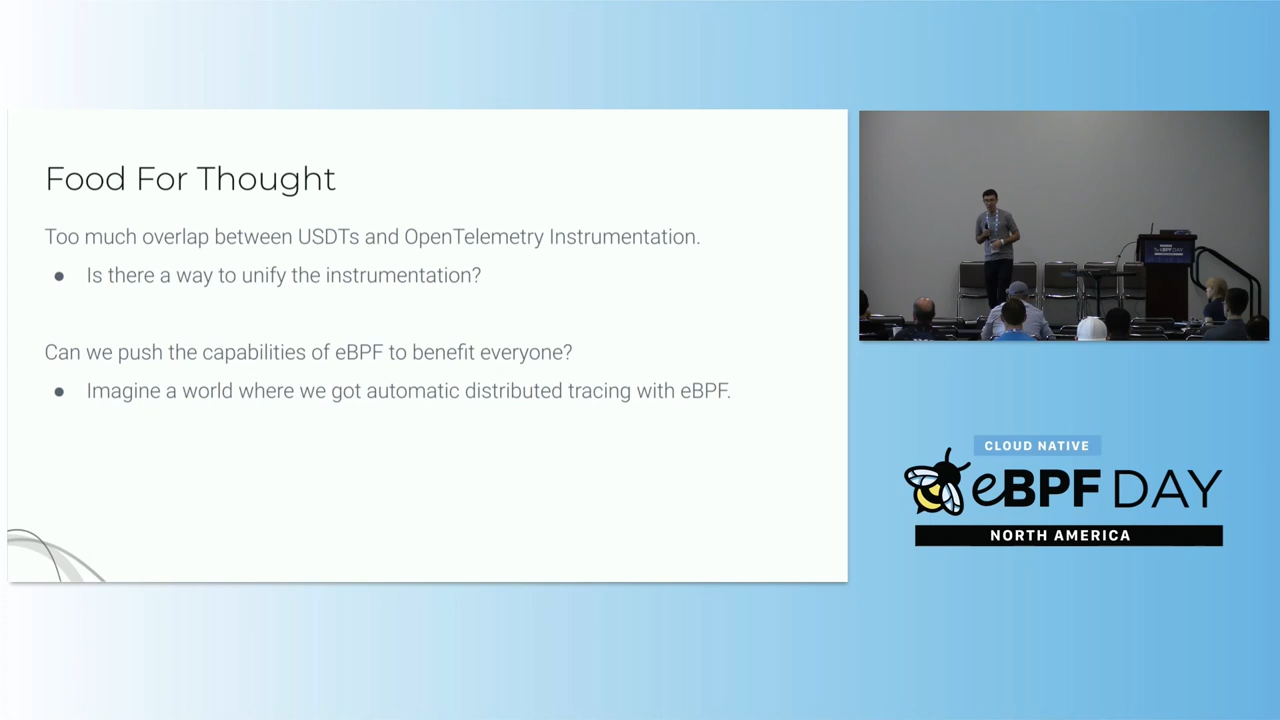 Food For Thought
Too much overlap between USDTs and OpenTelemetry Instrumentation.
● Is there a way to unify the instrumentation?
Can we push the capabilities of eBPF to benefit everyone?
● Imagine a world where we got automatic distributed tracing with eBPF.
eBPF DAY
CLOUD NATIVE
eBPF DAY
NORTH AMERICA